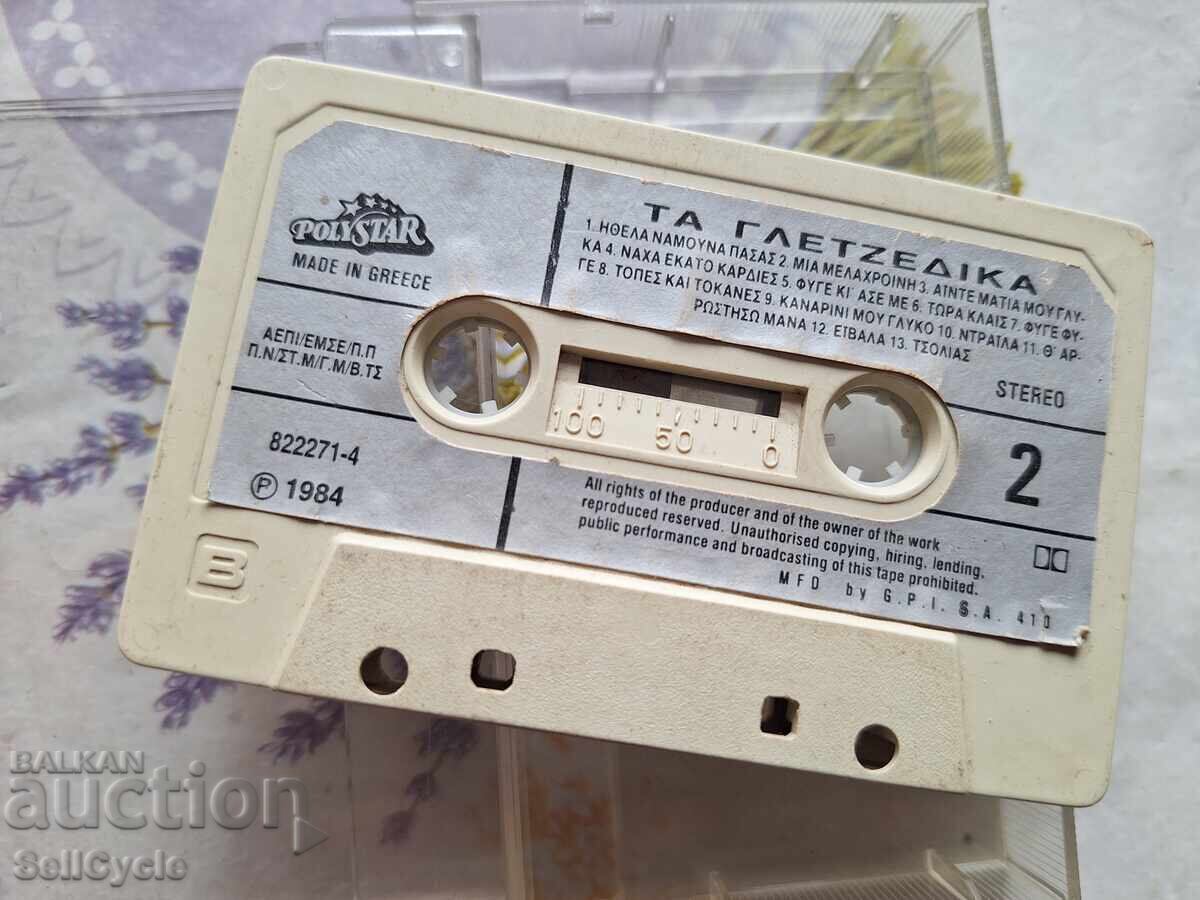 POLYSTAR
MADE IN GREECE
ΤΑ ΓΛΕΤΖΕΔΙΚΑ
1. ΗΘΕΛΑ ΝΑΜΟΥΝΑ ΠΑΣΑΣ 2. ΜΙΑ ΜΕΛΑΧΡΟΙΝΗ 3. ΑΪΝΤΕ ΜΑΤΙΑ ΜΟΥ ΓΛΥ-
ΚΑ 4. ΝΑΧΑ ΕΚΑΤΟ ΚΑΡΔΙΕΣ 5. ΦΥΓΕ ΚΙ' ΑΣΕ ΜΕ 6. ΤΩΡΑ ΚΛΑΙΣ 7. ΦΥΓΕ ΦΥ-
ΓΕ 8. ΤΟΠΕΣ ΚΑΙ ΤΟΚΑΝΕΣ 9. ΚΑΝΑΡΙΝΙ ΜΟΥ ΓΛΥΚΟ 10. ΝΤΡΑΪΛΑ 11. Θ' ΑΡ-
ΡΩΣΤΗΣΩ ΜΑΝΑ 12. ΕΙΒΑΛΑ 13. ΤΣΟΛΙΑΣ
ΑΕΠΙ/ΕΜΣΕ/Π.Π
Π.Ν/ΣΤ.Μ/Γ.Μ/Β.ΤΣ
STEREO
100 50 0
822271-4
℗ 1984
2
All rights of the producer and of the owner of the work
reproduced reserved. Unauthorised copying, hiring, lending,
public performance and broadcasting of this tape prohibited.
MFD by G.P.I. S.A. 410
B
BALKAN
auction
SellCycle